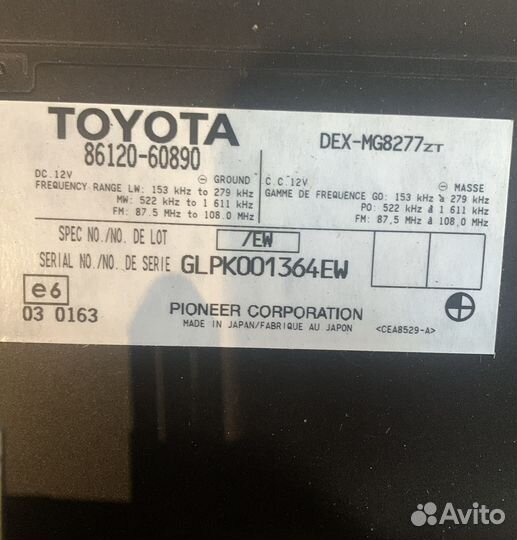 TOYOTA
86120-60890
DEX-MG8277ZT
DC 12V ⊖ GROUND
FREQUENCY RANGE LW: 153 kHz to 279 kHz
MW: 522 kHz to 1 611 kHz
FM: 87.5 MHz to 108.0 MHz
C.C 12V ⊖ MASSE
GAMME DE FREQUENCE GO: 153 kHz à 279 kHz
PO: 522 kHz à 1 611 kHz
FM: 87.5 MHz à 108.0 MHz
SPEC NO./NO. DE LOT /EW
SERIAL NO./NO. DE SERIE GLPK001364EW
e6
03 0163
PIONEER CORPORATION
MADE IN JAPAN/FABRIQUE AU JAPON
<CEA8529-A>
Avito